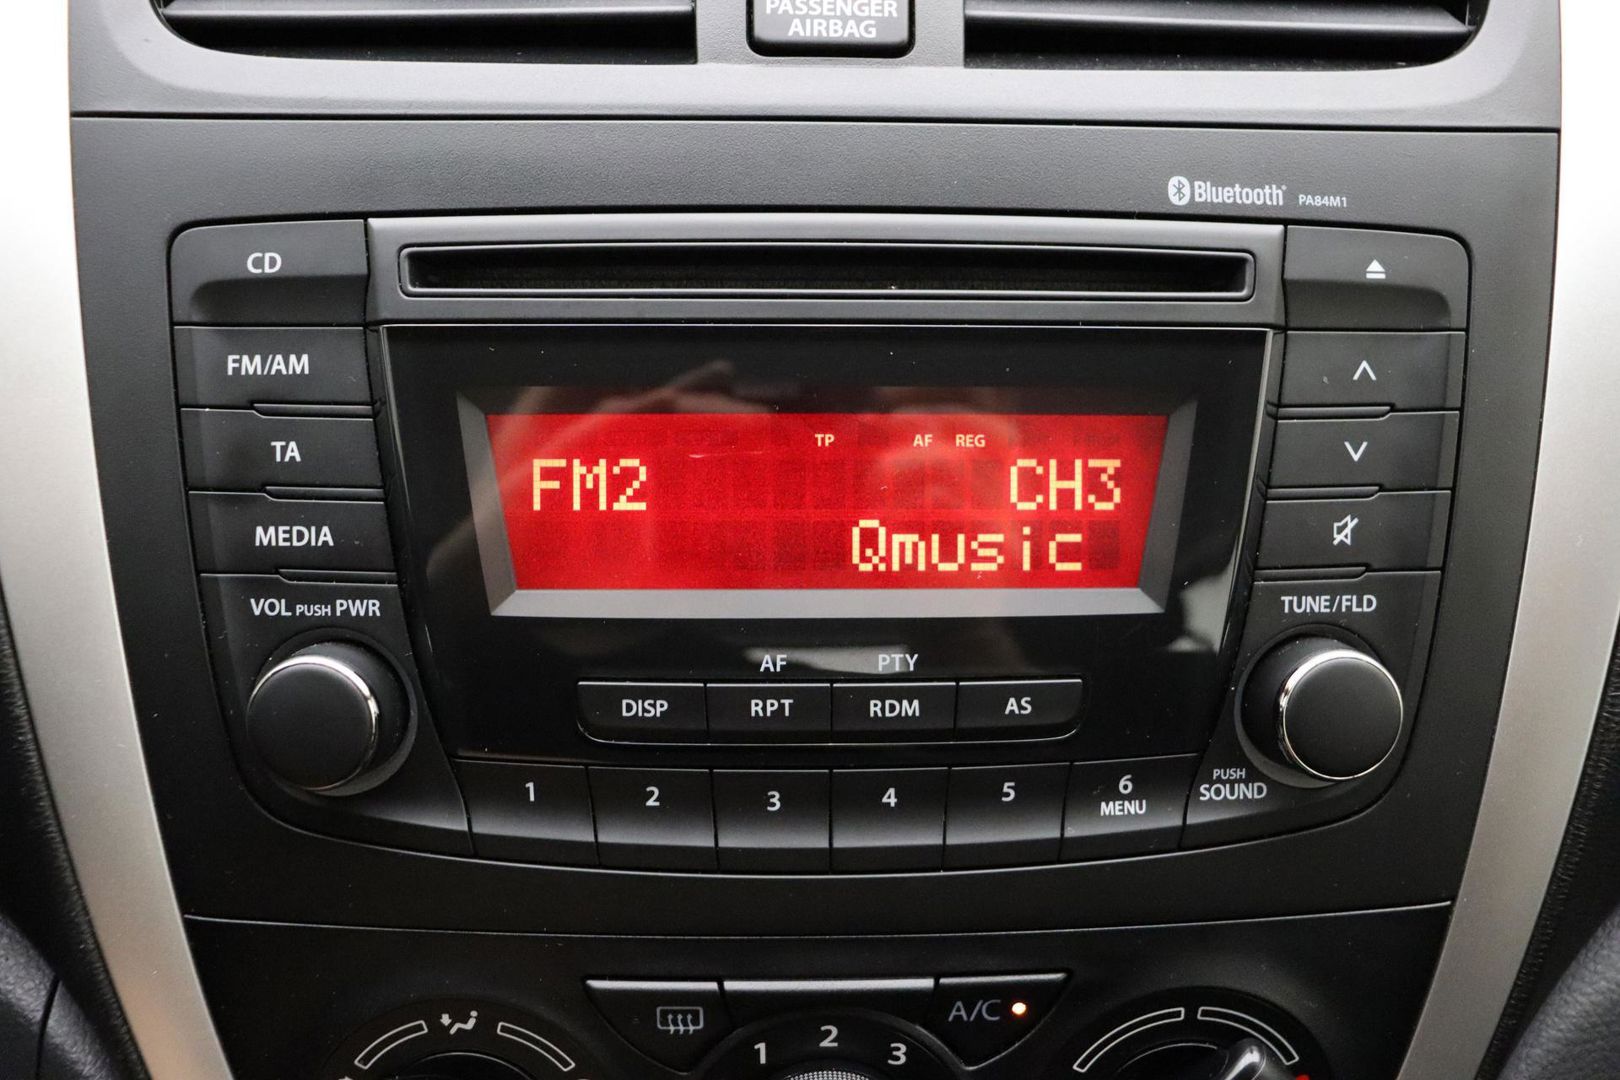 PASSENGER
AIRBAG
Bluetooth PA84M1
CD
FM/AM
TA
MEDIA
VOL PUSH PWR
TP AF REG
FM2 CH3
Qmusic
TUNE/FLD
AF PTY
DISP RPT RDM AS
1 2 3 4 5 6
MENU
PUSH
SOUND
A/C
1 2 3